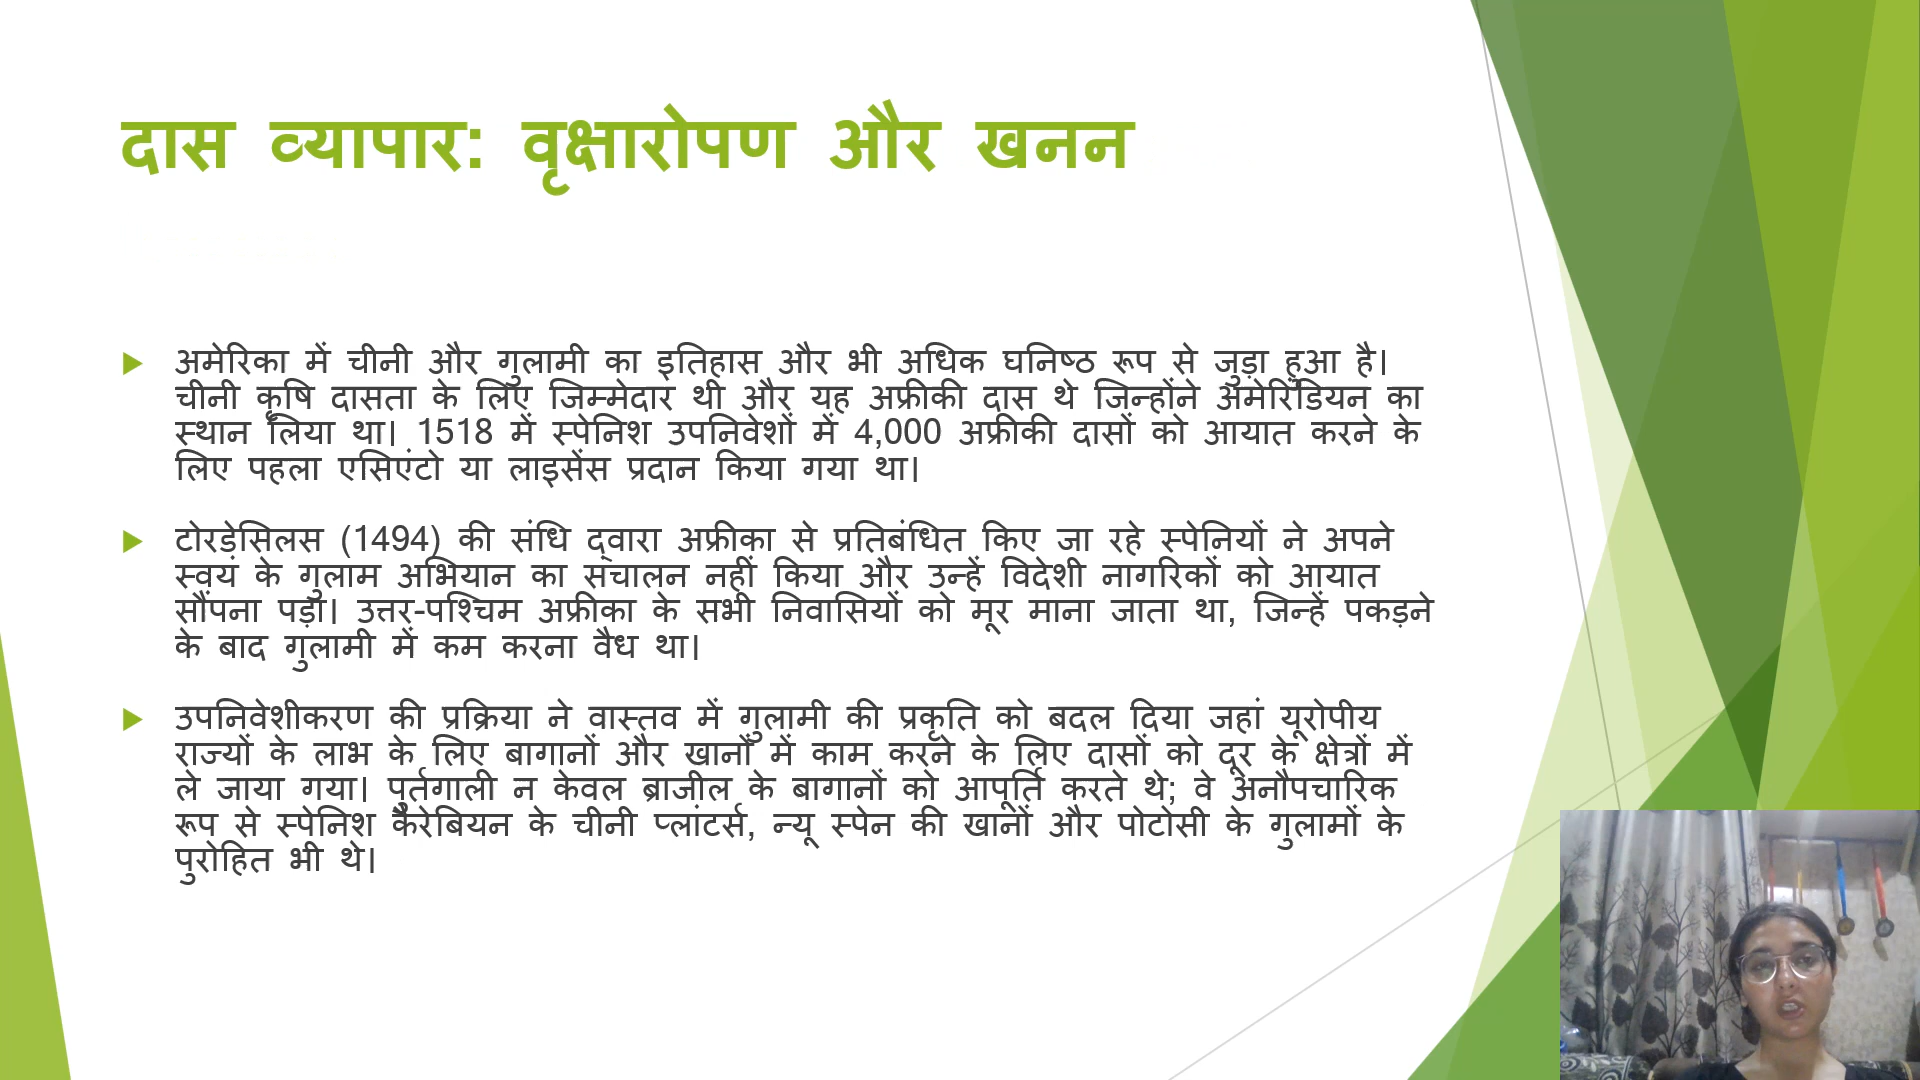 दास व्यापार: वृक्षारोपण और खनन
अमेरिका में चीनी और गुलामी का इतिहास और भी अधिक घनिष्ठ रूप से जुड़ा हुआ है।
चीनी कृषि दासता के लिए जिम्मेदार थी और यह अफ्रीकी दास थे जिन्होंने अमेरिंडियन का
स्थान लिया था। 1518 में स्पेनिश उपनिवेशों में 4,000 अफ्रीकी दासों को आयात करने के
लिए पहला एसिएंटो या लाइसेंस प्रदान किया गया था।
टोरडेसिलस (1494) की संधि द्वारा अफ्रीका से प्रतिबंधित किए जा रहे स्पेनियों ने अपने
स्वयं के गुलाम अभियान का संचालन नहीं किया और उन्हें विदेशी नागरिकों को आयात
सौंपना पड़ा। उत्तर-पश्चिम अफ्रीका के सभी निवासियों को मूर माना जाता था, जिन्हें पकड़ने
के बाद गुलामी में कम करना वैध था।
उपनिवेशीकरण की प्रक्रिया ने वास्तव में गुलामी की प्रकृति को बदल दिया जहां यूरोपीय
राज्यों के लाभ के लिए बागानों और खानों में काम करने के लिए दासों को दूर के क्षेत्रों में
ले जाया गया। पुर्तगाली न केवल ब्राजील के बागानों को आपूर्ति करते थे; वे अनौपचारिक
रूप से स्पेनिश कैरेबियन के चीनी प्लांटर्स, न्यू स्पेन की खानों और पोटोसी के गुलामों के
पुरोहित भी थे।